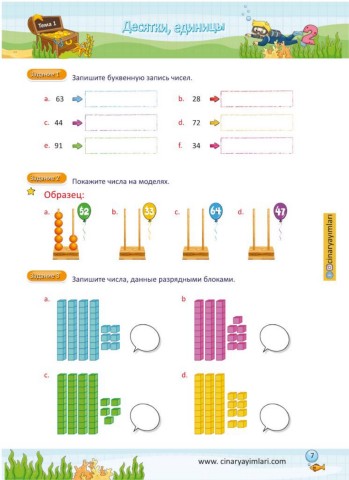 Тема 1
Десятки, единицы
2
Задание 1
Запишите буквенную запись чисел.
a. 63
b. 28
c. 44
d. 72
e. 91
f. 34
Задание 2
Покажите числа на моделях.
Образец:
a. 52
b. 33
c. 64
d. 47
Задание 3
Запишите числа, данные разрядными блоками.
a.
b
c.
d.
@cinaryayimlari
7
www. cinaryayimlari.com